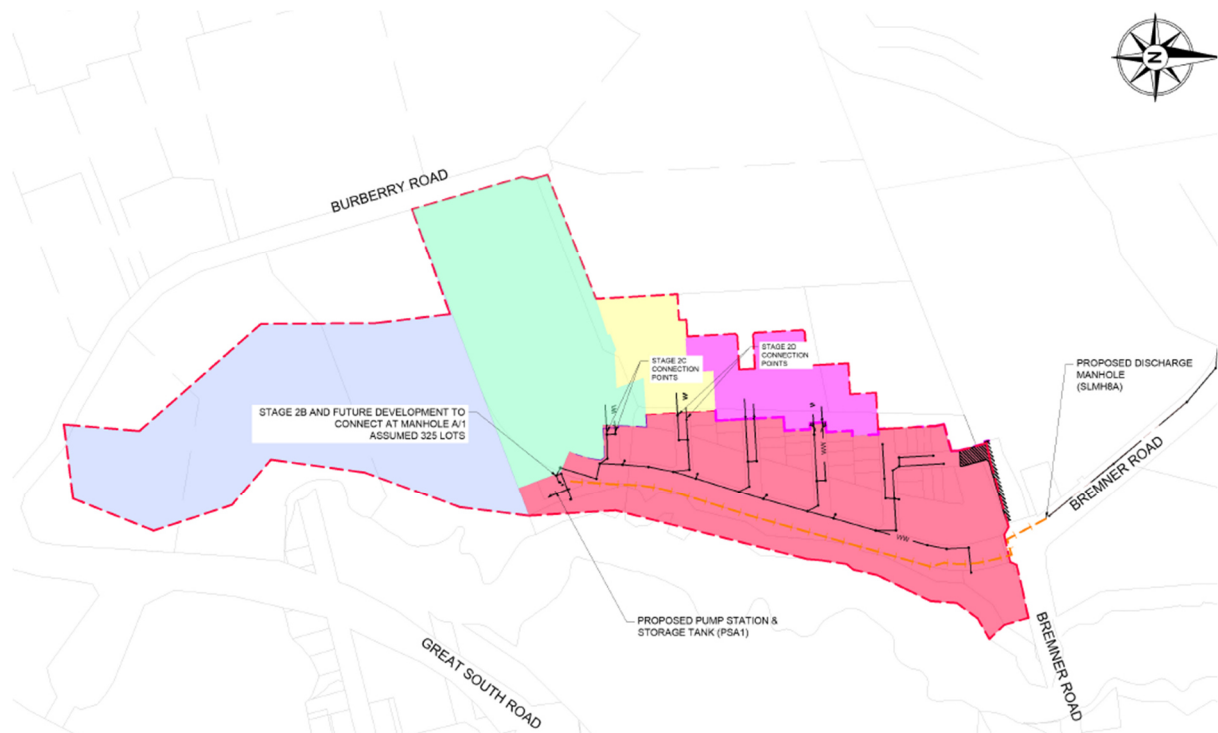 N
BURBERRY ROAD
STAGE 2D
CONNECTION
POINTS
STAGE 2C
CONNECTION
POINTS
PROPOSED DISCHARGE
MANHOLE
(SLMH8A)
STAGE 2B AND FUTURE DEVELOPMENT TO
CONNECT AT MANHOLE A/1
ASSUMED 325 LOTS
BREMNER ROAD
WW
WW
PROPOSED PUMP STATION &
STORAGE TANK (PSA1)
GREAT SOUTH ROAD
BREMNER ROAD